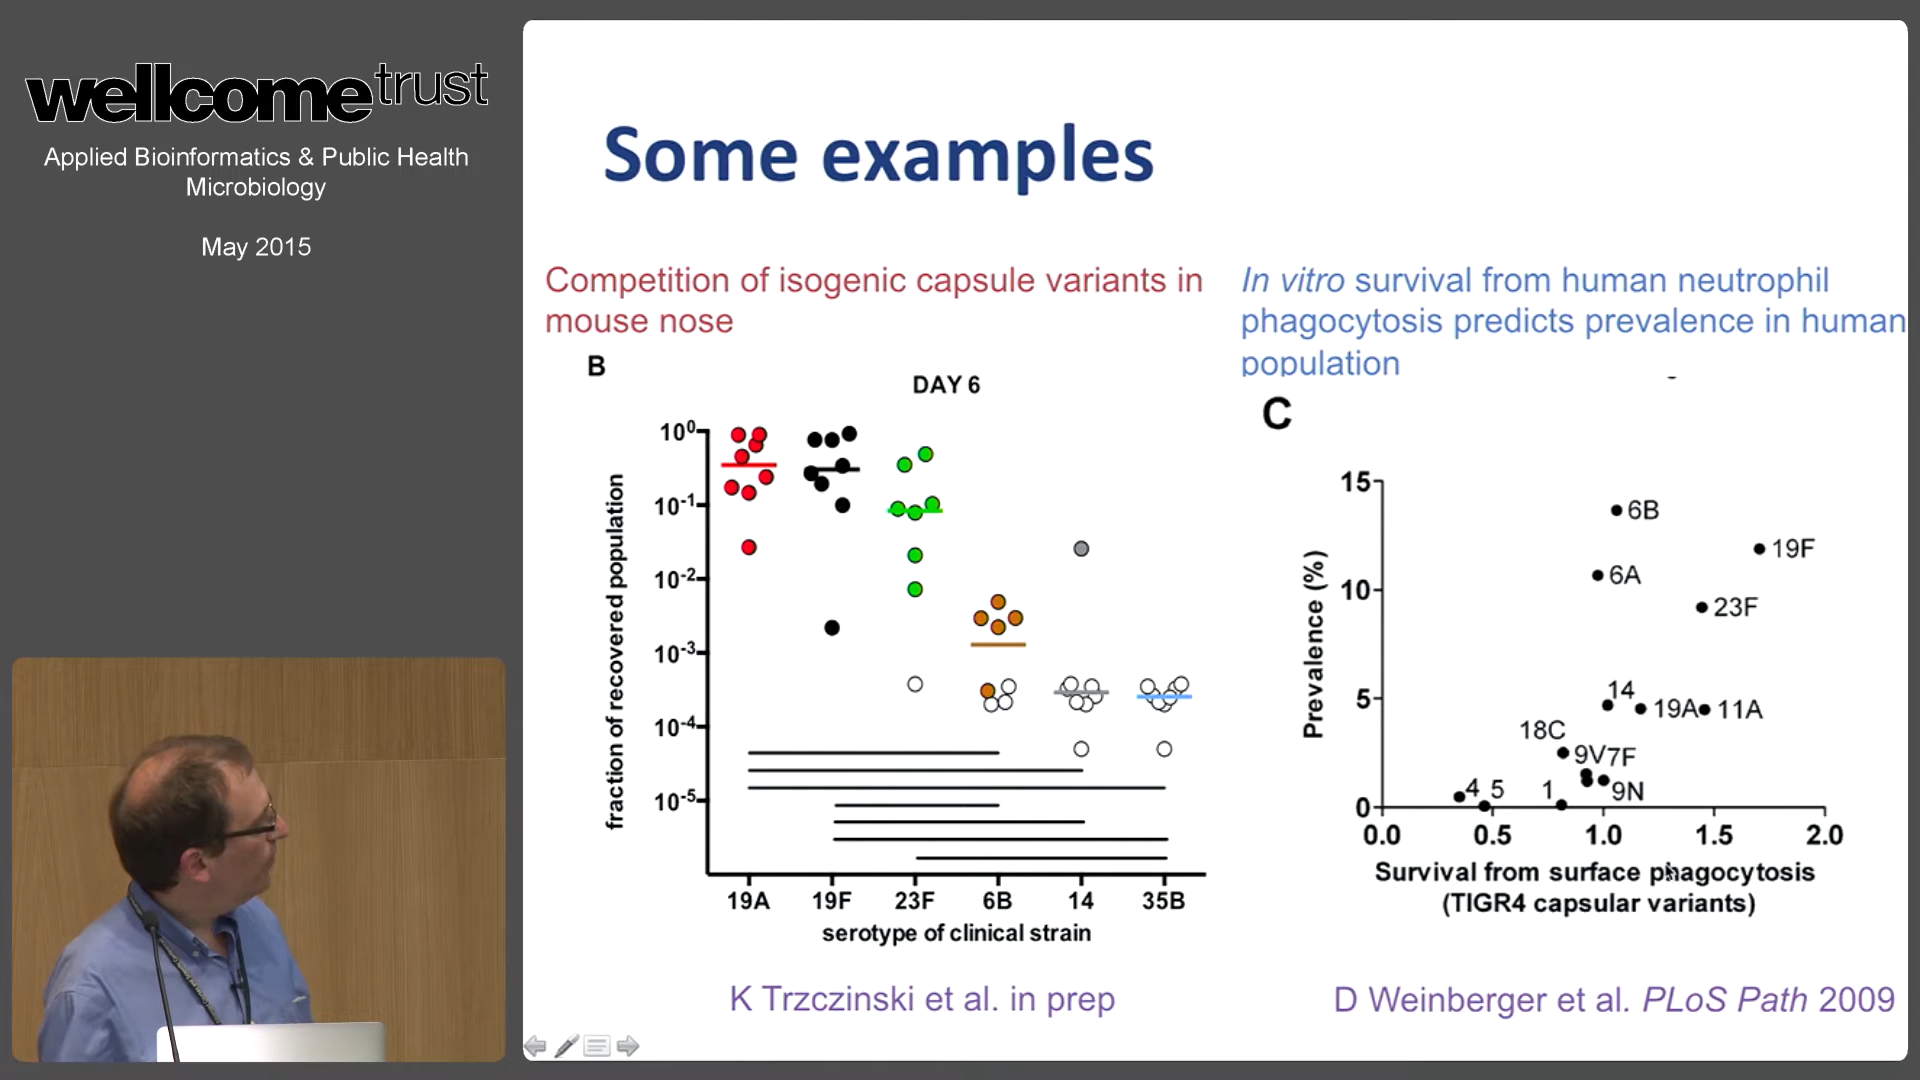 wellcometrust
Applied Bioinformatics & Public Health
Microbiology
May 2015
Some examples
Competition of isogenic capsule variants in
mouse nose
B
DAY 6
10^0
10^-1
10^-2
10^-3
10^-4
10^-5
fraction of recovered population
19A 19F 23F 6B 14 35B
serotype of clinical strain
K Trzczinski et al. in prep
In vitro survival from human neutrophil
phagocytosis predicts prevalence in human
population
C
15
10
5
0
Prevalence (%)
6B
19F
6A
23F
14
19A 11A
18C
9V 7F
4 5 1 9N
0.0 0.5 1.0 1.5 2.0
Survival from surface phagocytosis
(TIGR4 capsular variants)
D Weinberger et al. PLoS Path 2009